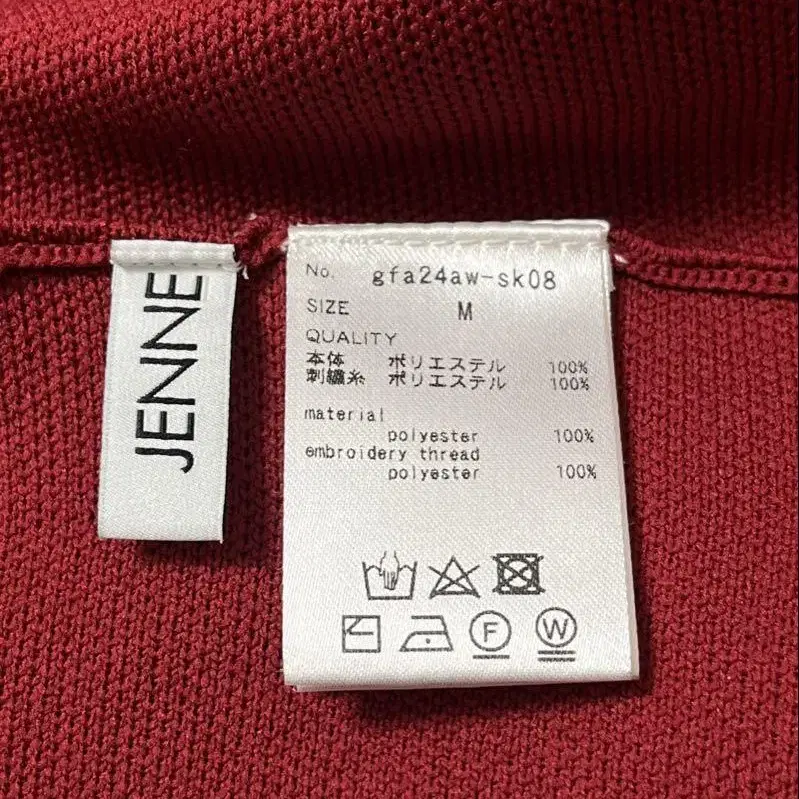 JENNE
No. gfa24aw-sk08
SIZE M
QUALITY
本体 ポリエステル 100%
刺繍糸 ポリエステル 100%
material
polyester 100%
embroidery thread
polyester 100%
F
W